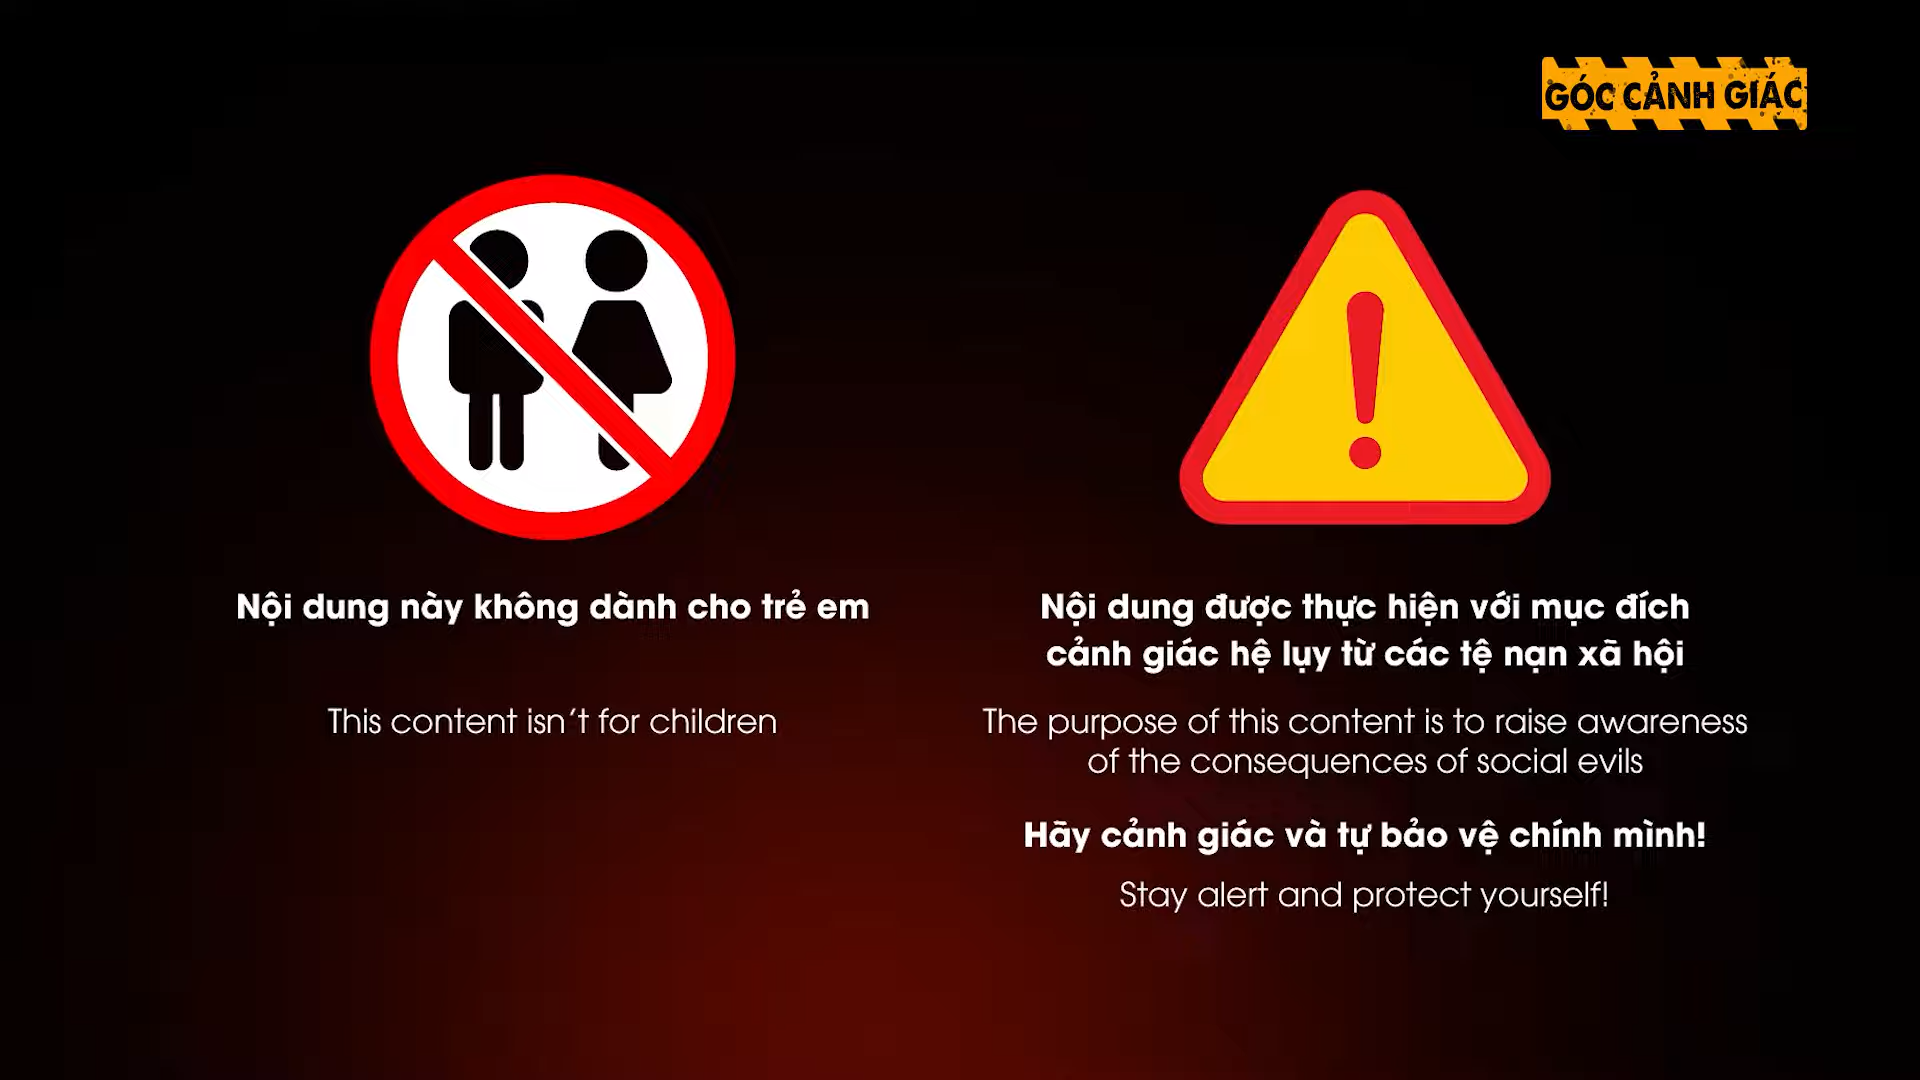 GÓC CẢNH GIÁC
Nội dung này không dành cho trẻ em
This content isn't for children
Nội dung được thực hiện với mục đích
cảnh giác hệ lụy từ các tệ nạn xã hội
The purpose of this content is to raise awareness
of the consequences of social evils
Hãy cảnh giác và tự bảo vệ chính mình!
Stay alert and protect yourself!